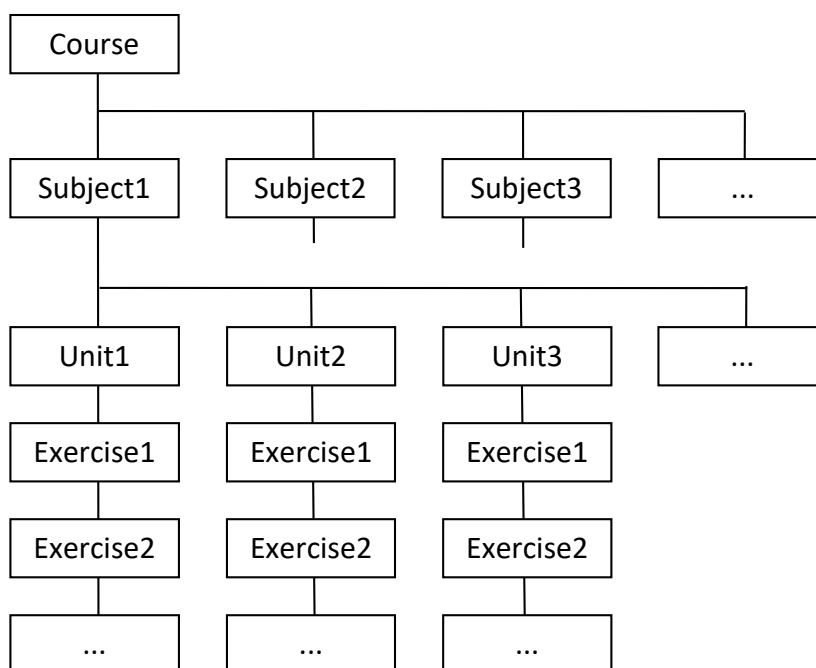 Course
Subject1 Subject2 Subject3 ...
Unit1 Unit2 Unit3 ...
Exercise1 Exercise1 Exercise1
Exercise2 Exercise2 Exercise2
... ... ...